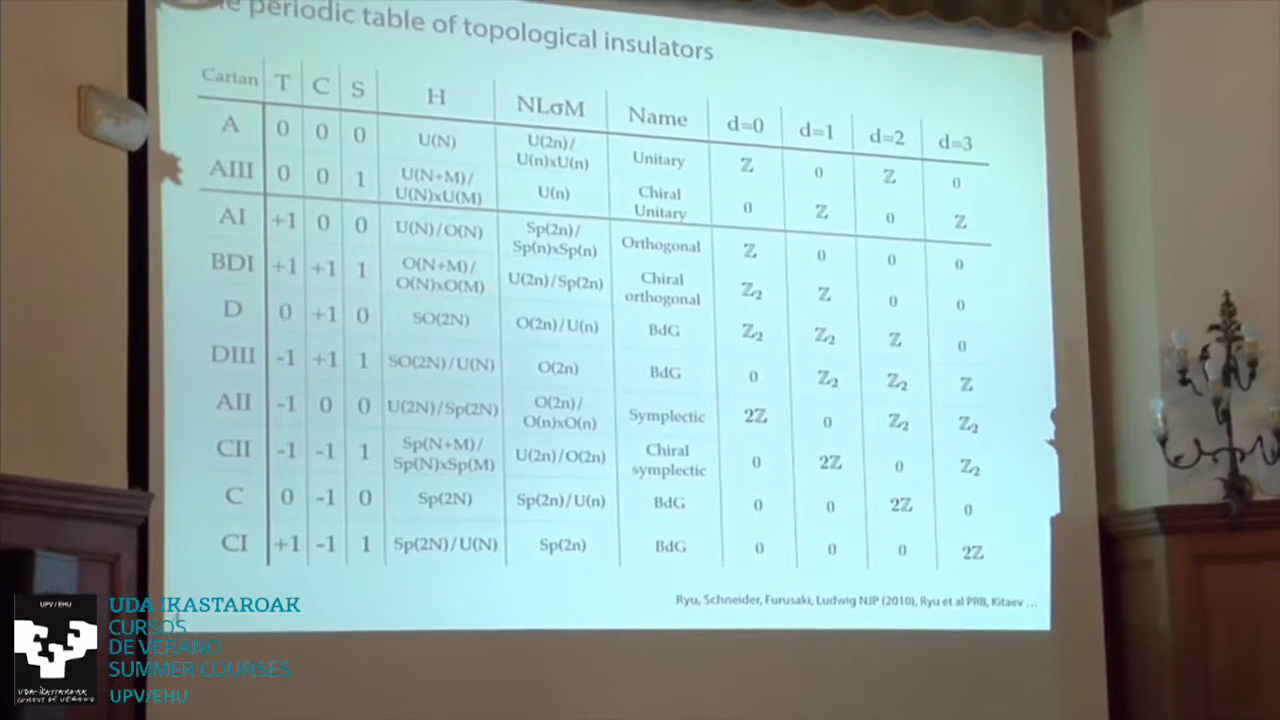 periodic table of topological insulators
Cartan T C S H NLσM Name d=0 d=1 d=2 d=3
A 0 0 0 U(N) U(2n)/ U(n)xU(n) Unitary ℤ 0 ℤ 0
AIII 0 0 1 U(N+M)/ U(N)xU(M) U(n) Chiral Unitary 0 ℤ 0 ℤ
AI +1 0 0 U(N)/O(N) Sp(2n)/ Sp(n)xSp(n) Orthogonal ℤ 0 0 0
BDI +1 +1 1 O(N+M)/ O(N)xO(M) U(2n)/Sp(2n) Chiral orthogonal ℤ₂ ℤ 0 0
D 0 +1 0 SO(2N) O(2n)/U(n) BdG ℤ₂ ℤ₂ ℤ 0
DIII -1 +1 1 SO(2N)/U(N) O(2n) BdG 0 ℤ₂ ℤ₂ ℤ
AII -1 0 0 U(2N)/Sp(2N) O(2n)/ O(n)xO(n) Symplectic 2ℤ 0 ℤ₂ ℤ₂
CII -1 -1 1 Sp(N+M)/ Sp(N)xSp(M) U(2n)/O(2n) Chiral symplectic 0 2ℤ 0 ℤ₂
C 0 -1 0 Sp(2N) Sp(2n)/U(n) BdG 0 0 2ℤ 0
CI +1 -1 1 Sp(2N)/U(N) Sp(2n) BdG 0 0 0 2ℤ
Ryu, Schneider, Furusaki, Ludwig NJP (2010), Ryu et al PRB, Kitaev ...
UPV/EHU
UDA IKASTAROAK
CURSOS DE VERANO
UDA IKASTAROAK
CURSOS
DE VERANO
SUMMER COURSES
UPV/EHU